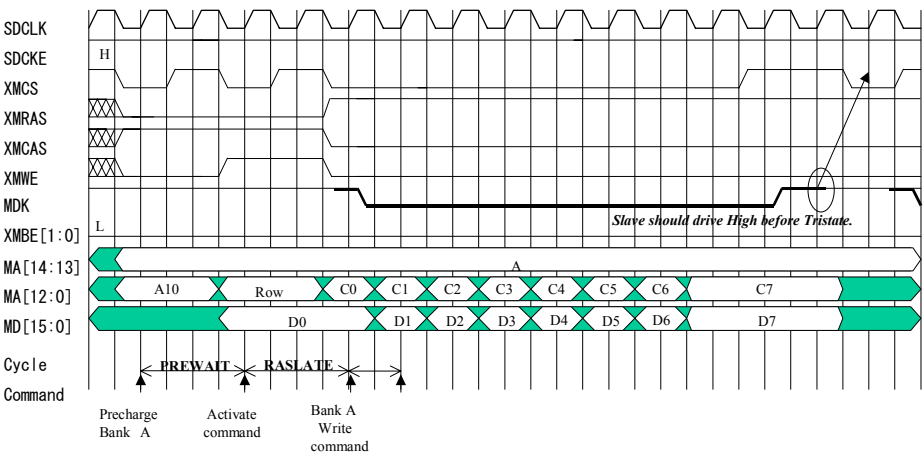 SDCLK
SDCKE H
XMCS
XMRAS
XMCAS
XMWE
MDK
Slave should drive High before Tristate.
XMBE[1:0] L
MA[14:13] A
MA[12:0] A10 Row C0 C1 C2 C3 C4 C5 C6 C7
MD[15:0] D0 D1 D2 D3 D4 D5 D6 D7
Cycle PREWAIT RASLATE
Command
Precharge Bank A
Activate command
Bank A Write command